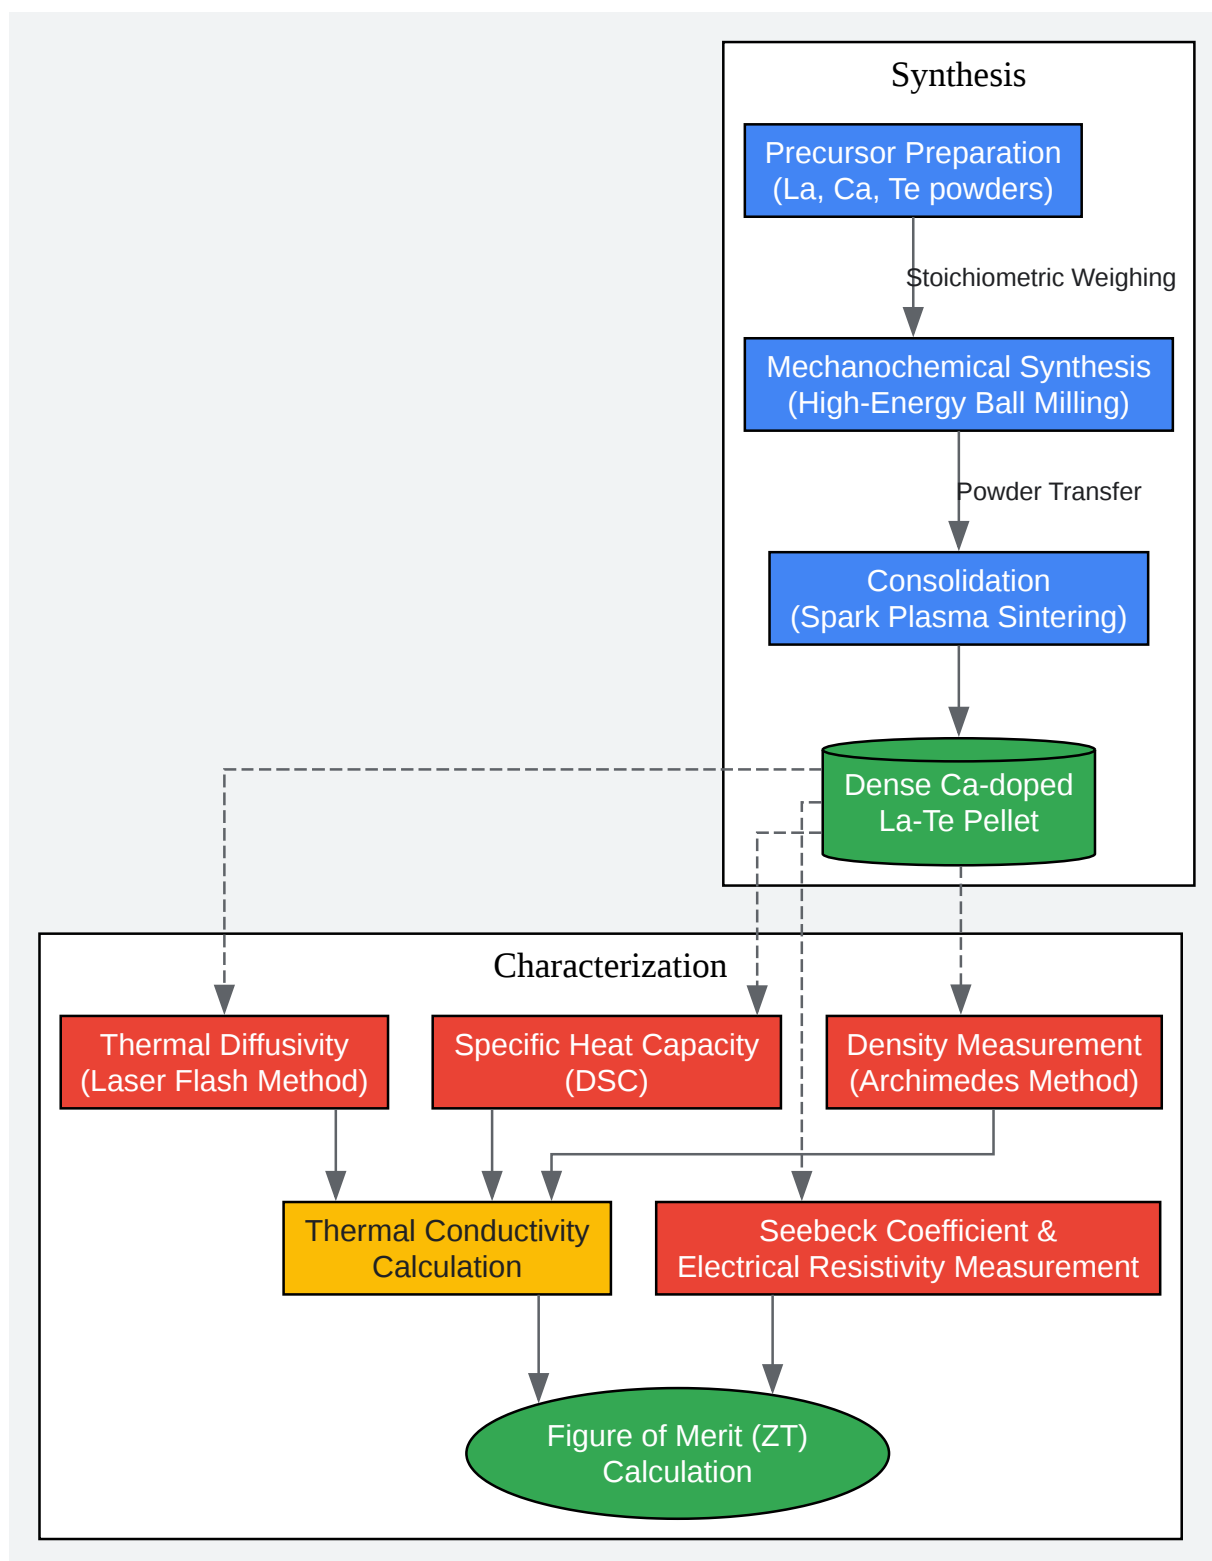 Synthesis
Precursor Preparation
(La, Ca, Te powders)
Stoichiometric Weighing
Mechanochemical Synthesis
(High-Energy Ball Milling)
Powder Transfer
Consolidation
(Spark Plasma Sintering)
Dense Ca-doped
La-Te Pellet
Characterization
Thermal Diffusivity
(Laser Flash Method)
Specific Heat Capacity
(DSC)
Density Measurement
(Archimedes Method)
Thermal Conductivity
Calculation
Seebeck Coefficient &
Electrical Resistivity Measurement
Figure of Merit (ZT)
Calculation